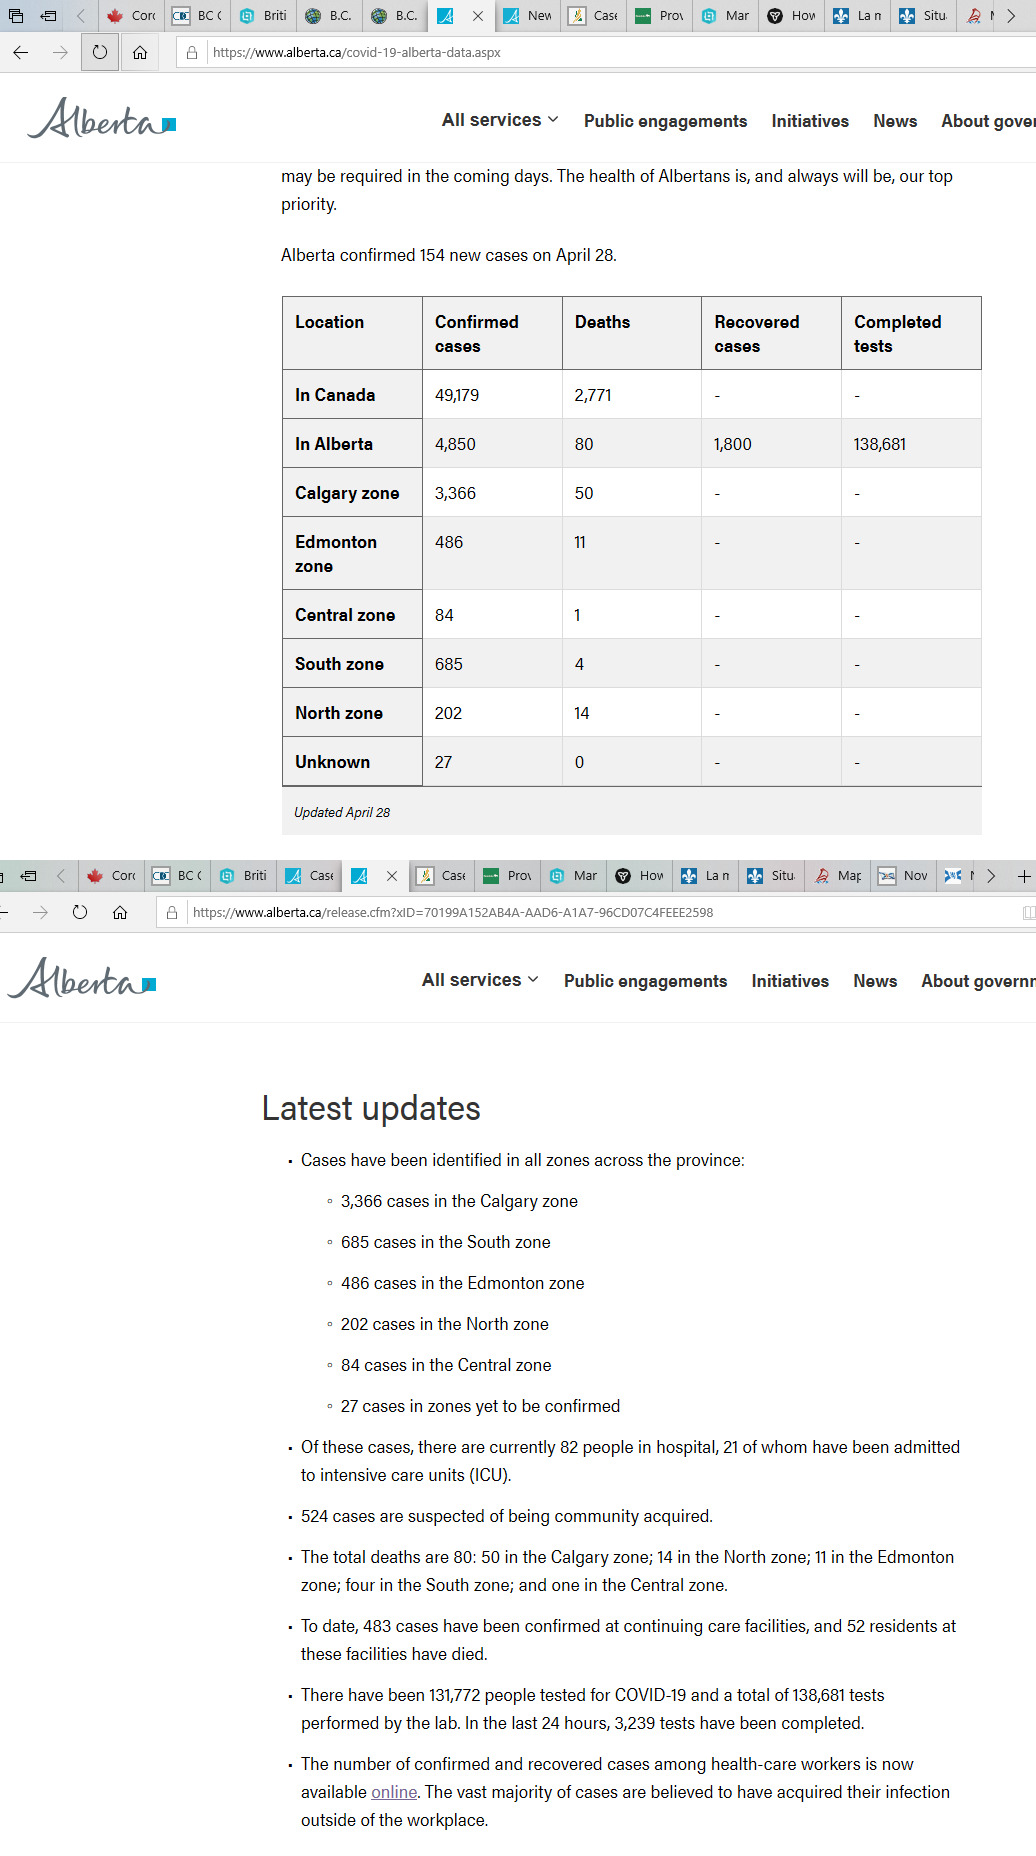 Corc
BC C
Briti
B.C.
B.C.
New
Case
Prov
Mar
How
La n
Situ
https://www.alberta.ca/covid-19-alberta-data.aspx
Alberta
All services Public engagements Initiatives News About gover
may be required in the coming days. The health of Albertans is, and always will be, our top
priority.
Alberta confirmed 154 new cases on April 28.
Location Confirmed cases Deaths Recovered cases Completed tests
In Canada 49,179 2,771 - -
In Alberta 4,850 80 1,800 138,681
Calgary zone 3,366 50 - -
Edmonton zone 486 11 - -
Central zone 84 1 - -
South zone 685 4 - -
North zone 202 14 - -
Unknown 27 0 - -
Updated April 28
Corc
BC C
Briti
Case
Case
Prov
Mar
How
La n
Situ
Map
Nov
https://www.alberta.ca/release.cfm?xID=70199A152AB4A-AAD6-A1A7-96CD07C4FEEE2598
Alberta
All services Public engagements Initiatives News About governm
Latest updates
▪ Cases have been identified in all zones across the province:
◦ 3,366 cases in the Calgary zone
◦ 685 cases in the South zone
◦ 486 cases in the Edmonton zone
◦ 202 cases in the North zone
◦ 84 cases in the Central zone
◦ 27 cases in zones yet to be confirmed
▪ Of these cases, there are currently 82 people in hospital, 21 of whom have been admitted
to intensive care units (ICU).
▪ 524 cases are suspected of being community acquired.
▪ The total deaths are 80: 50 in the Calgary zone; 14 in the North zone; 11 in the Edmonton
zone; four in the South zone; and one in the Central zone.
▪ To date, 483 cases have been confirmed at continuing care facilities, and 52 residents at
these facilities have died.
▪ There have been 131,772 people tested for COVID-19 and a total of 138,681 tests
performed by the lab. In the last 24 hours, 3,239 tests have been completed.
▪ The number of confirmed and recovered cases among health-care workers is now
available online. The vast majority of cases are believed to have acquired their infection
outside of the workplace.